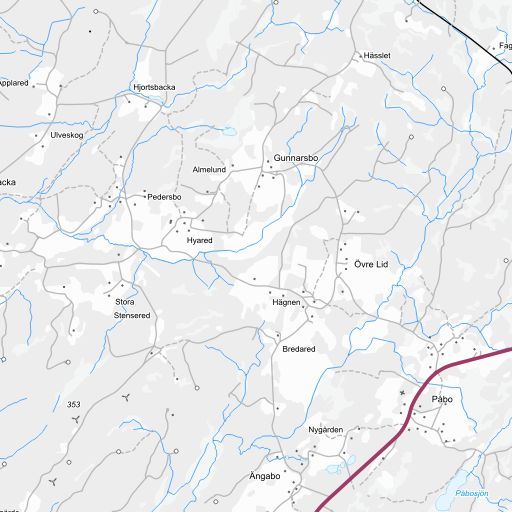 Hässlet
Fag
Applared
Hjortsbacka
Ulveskog
Gunnarsbo
Almelund
acka
Pedersbo
Hyared
Övre Lid
Stora
Stensered
Hägnen
Bredared
353
Påbo
Nygården
Ängabo
Påbosjön